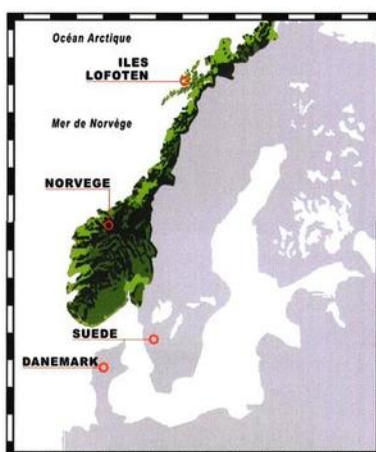 Océan Arctique
ILES
LOFOTEN
Mer de Norvège
NORVEGE
SUEDE
DANEMARK